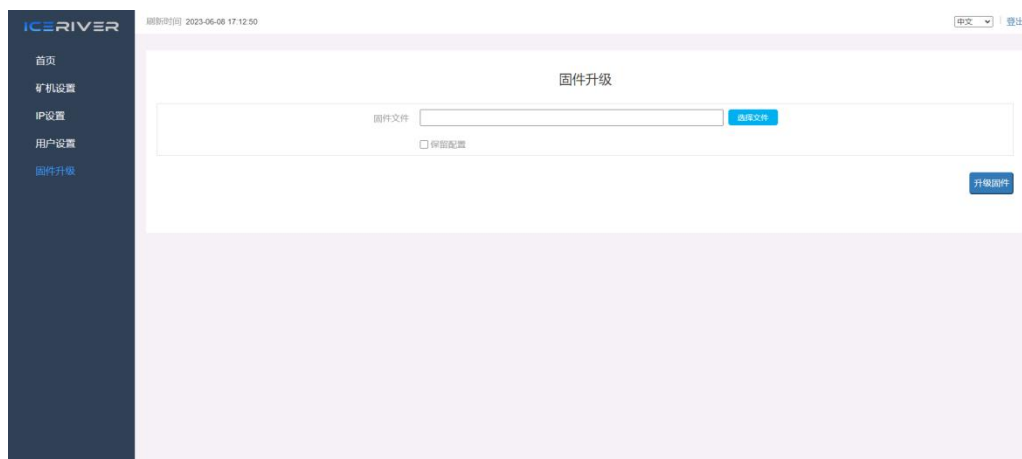 ICERIVER
刷新时间 2023-06-08 17:12:50
中文
登出
首页
矿机设置
IP设置
用户设置
固件升级
固件升级
固件文件
选择文件
保留配置
升级固件